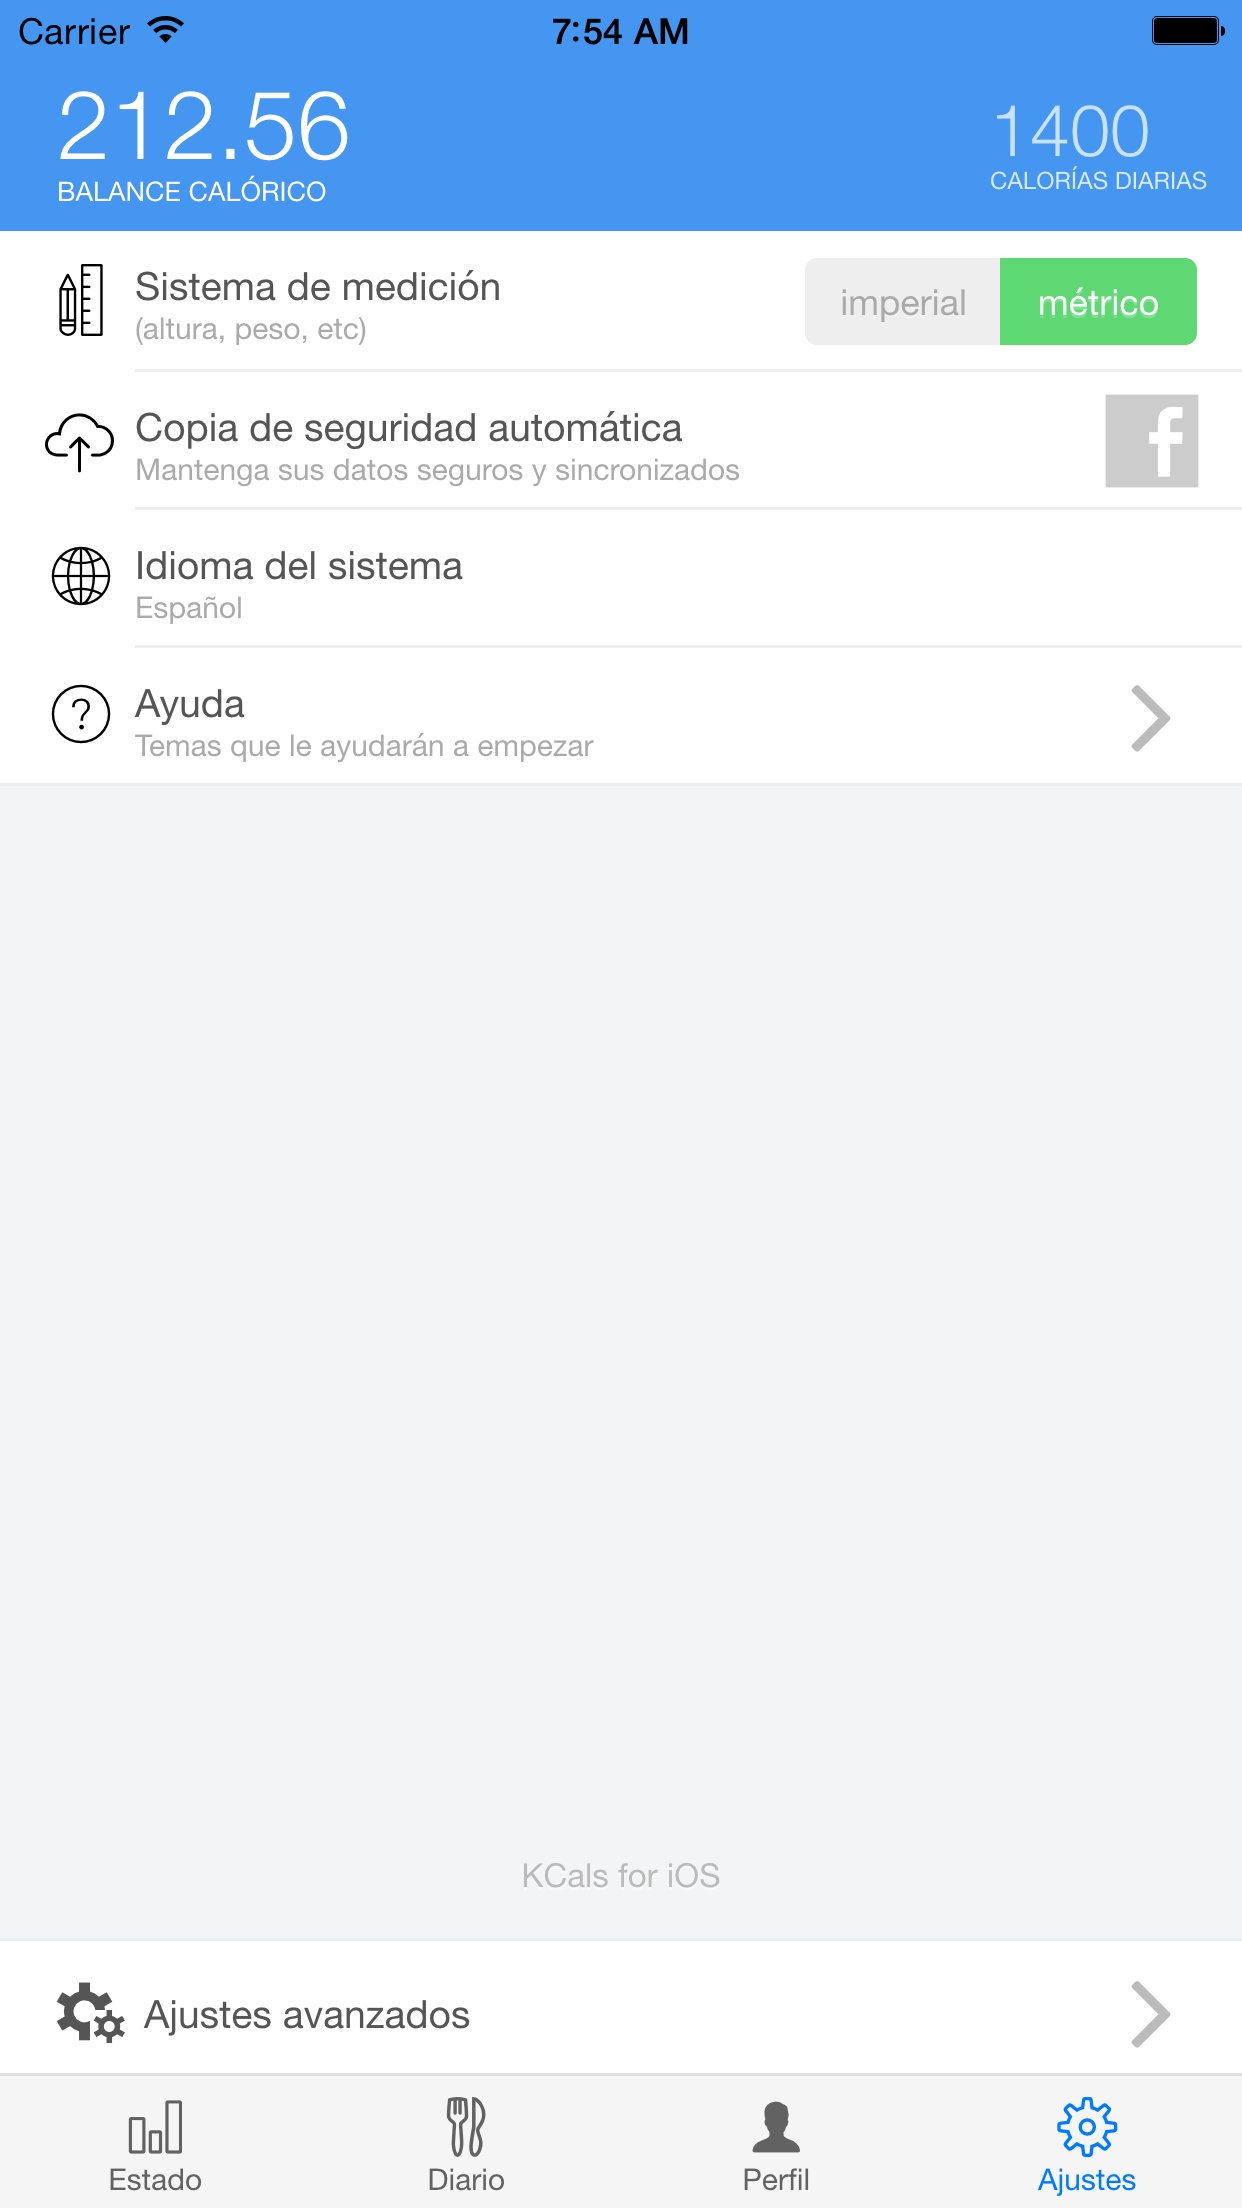 Carrier 7:54 AM
212.56
BALANCE CALÓRICO
1400
CALORÍAS DIARIAS
Sistema de medición
(altura, peso, etc)
imperial
métrico
Copia de seguridad automática
Mantenga sus datos seguros y sincronizados
f
Idioma del sistema
Español
?
Ayuda
Temas que le ayudarán a empezar
KCals for iOS
Ajustes avanzados
Estado
Diario
Perfil
Ajustes